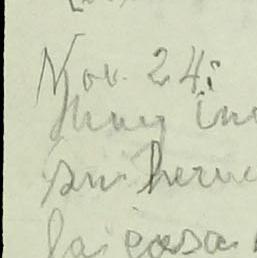 Nov. 24:
Muy in
su herm
la casa